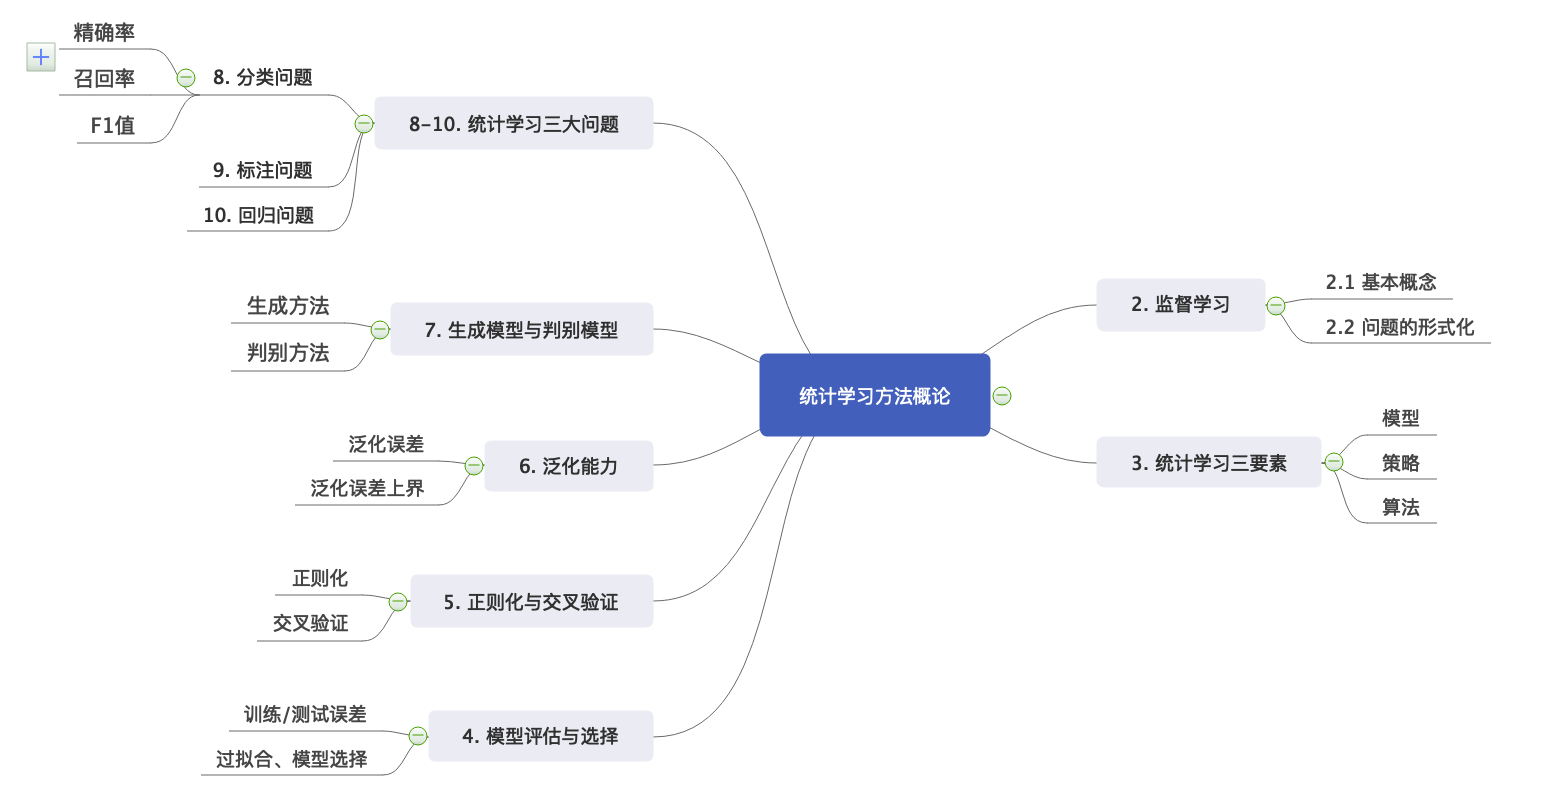 统计学习方法概论
2. 监督学习
2.1 基本概念
2.2 问题的形式化
3. 统计学习三要素
模型
策略
算法
4. 模型评估与选择
训练/测试误差
过拟合、模型选择
5. 正则化与交叉验证
正则化
交叉验证
6. 泛化能力
泛化误差
泛化误差上界
7. 生成模型与判别模型
生成方法
判别方法
8-10. 统计学习三大问题
8. 分类问题
精确率
召回率
F1值
9. 标注问题
10. 回归问题